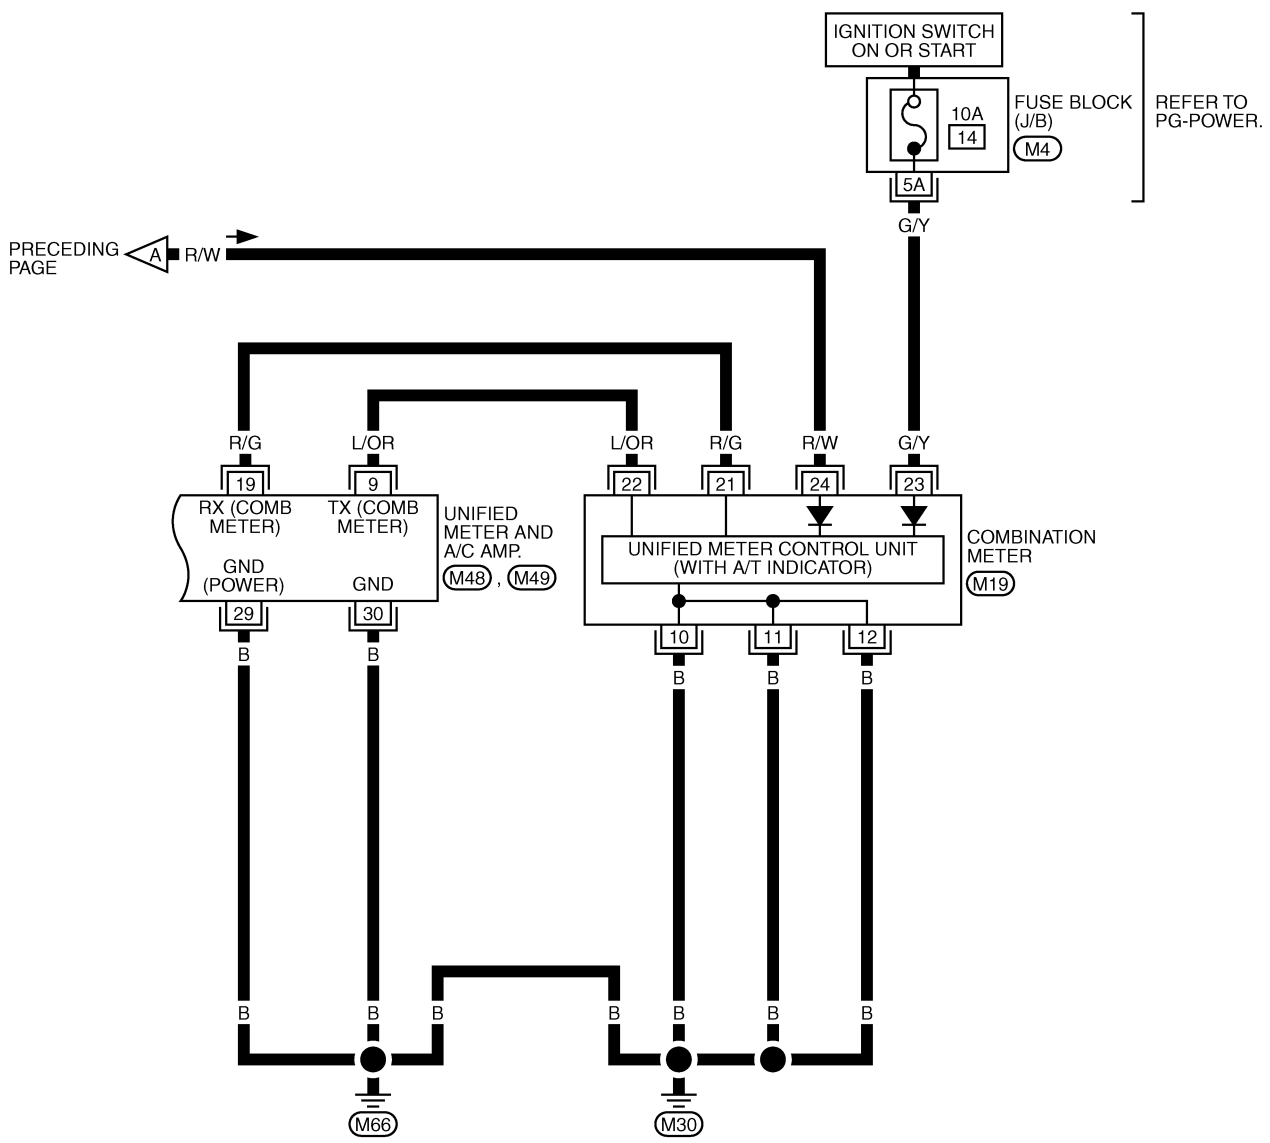 IGNITION SWITCH
ON OR START
10A
14
FUSE BLOCK
(J/B)
M4
REFER TO
PG-POWER.
5A
G/Y
PRECEDING
PAGE
A
R/W
R/G
L/OR
L/OR
R/G
R/W
G/Y
19
9
22
21
24
23
RX (COMB
METER)
TX (COMB
METER)
GND
(POWER)
GND
UNIFIED
METER AND
A/C AMP.
M48 , M49
UNIFIED METER CONTROL UNIT
(WITH A/T INDICATOR)
COMBINATION
METER
M19
29
30
10
11
12
B
B
B
B
B
B
B
B
B
B
B
B
M66
M30